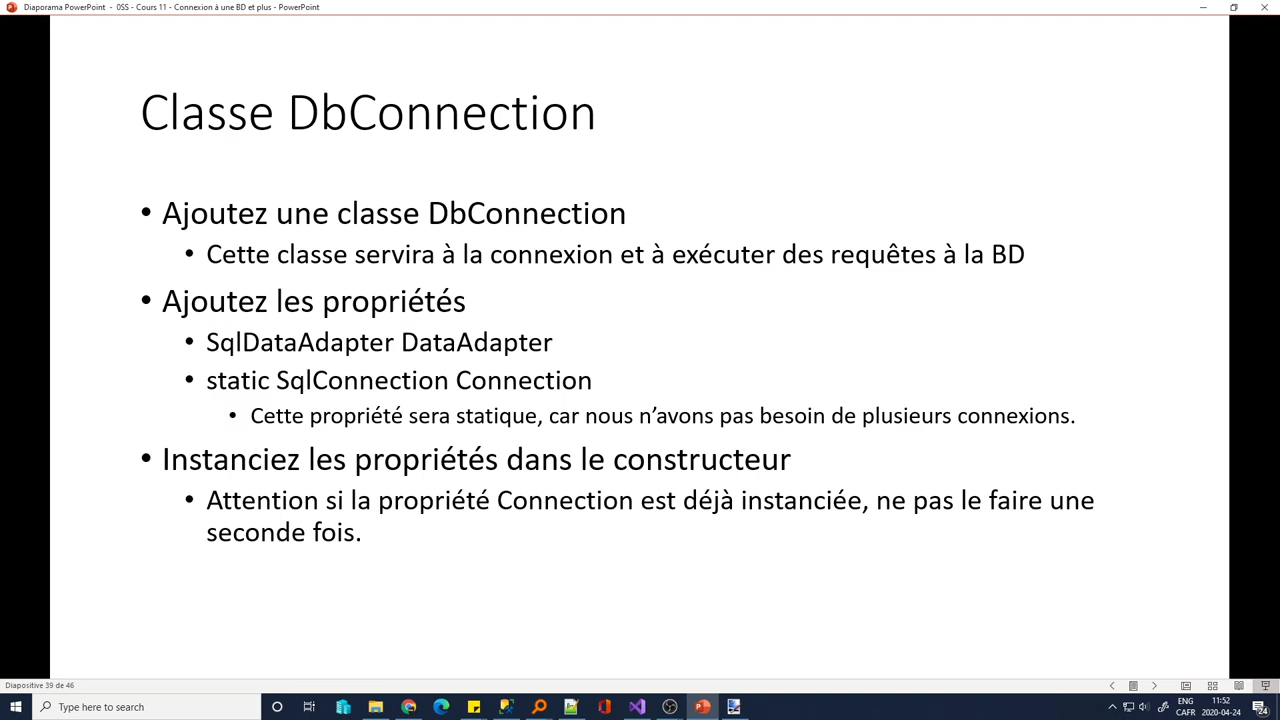 Diaporama PowerPoint - 0SS - Cours 11 - Connexion à une BD et plus - PowerPoint
Classe DbConnection
• Ajoutez une classe DbConnection
• Cette classe servira à la connexion et à exécuter des requêtes à la BD
• Ajoutez les propriétés
• SqlDataAdapter DataAdapter
• static SqlConnection Connection
• Cette propriété sera statique, car nous n'avons pas besoin de plusieurs connexions.
• Instanciez les propriétés dans le constructeur
• Attention si la propriété Connection est déjà instanciée, ne pas le faire une
seconde fois.
Diapositive 39 de 46
Type here to search
ENG
CAFR
11:52
2020-04-24
24